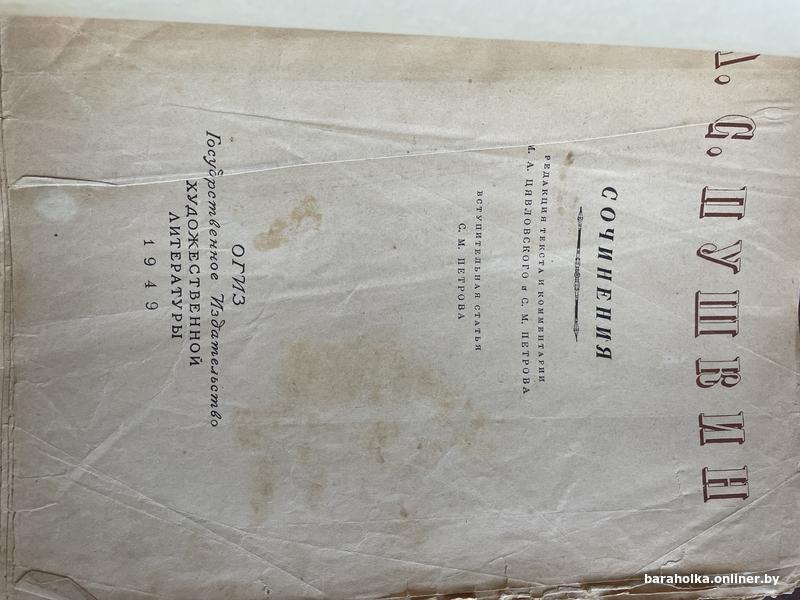 А. С. ПУШКИН
СОЧИНЕНИЯ
РЕДАКЦИЯ ТЕКСТА И КОММЕНТАРИИ
М. А. ЦЯВЛОВСКОГО и С. М. ПЕТРОВА
ВСТУПИТЕЛЬНАЯ СТАТЬЯ
С. М. ПЕТРОВА
ОГИЗ
Государственное Издательство
ХУДОЖЕСТВЕННОЙ
ЛИТЕРАТУРЫ
1949
baraholka.onliner.by